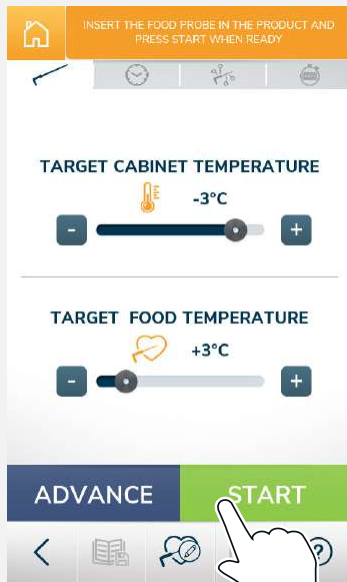 INSERT THE FOOD PROBE IN THE PRODUCT AND
PRESS START WHEN READY
TARGET CABINET TEMPERATURE
-3°C
- +
TARGET FOOD TEMPERATURE
+3°C
- +
ADVANCE START
?